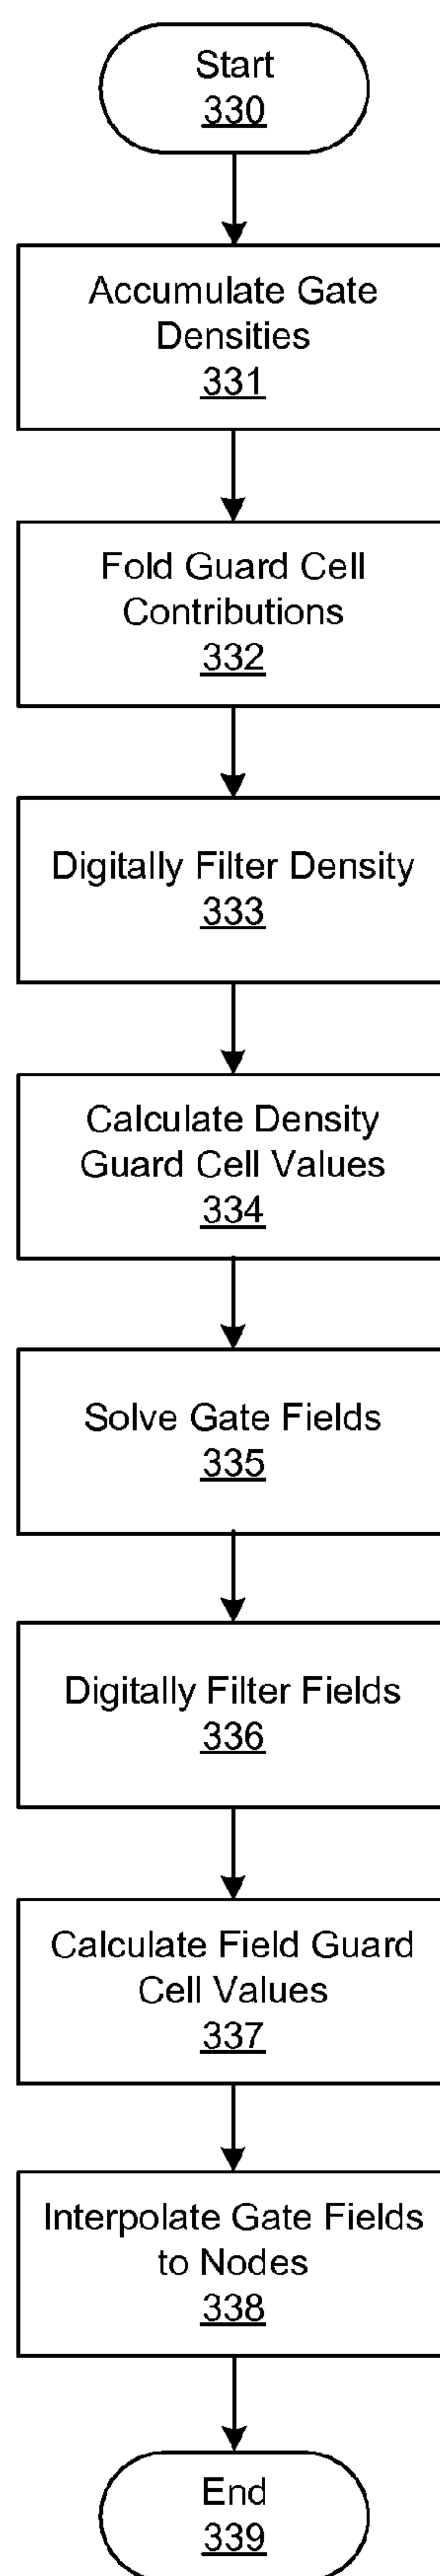 Start
330
Accumulate Gate
Densities
331
Fold Guard Cell
Contributions
332
Digitally Filter Density
333
Calculate Density
Guard Cell Values
334
Solve Gate Fields
335
Digitally Filter Fields
336
Calculate Field Guard
Cell Values
337
Interpolate Gate Fields
to Nodes
338
End
339